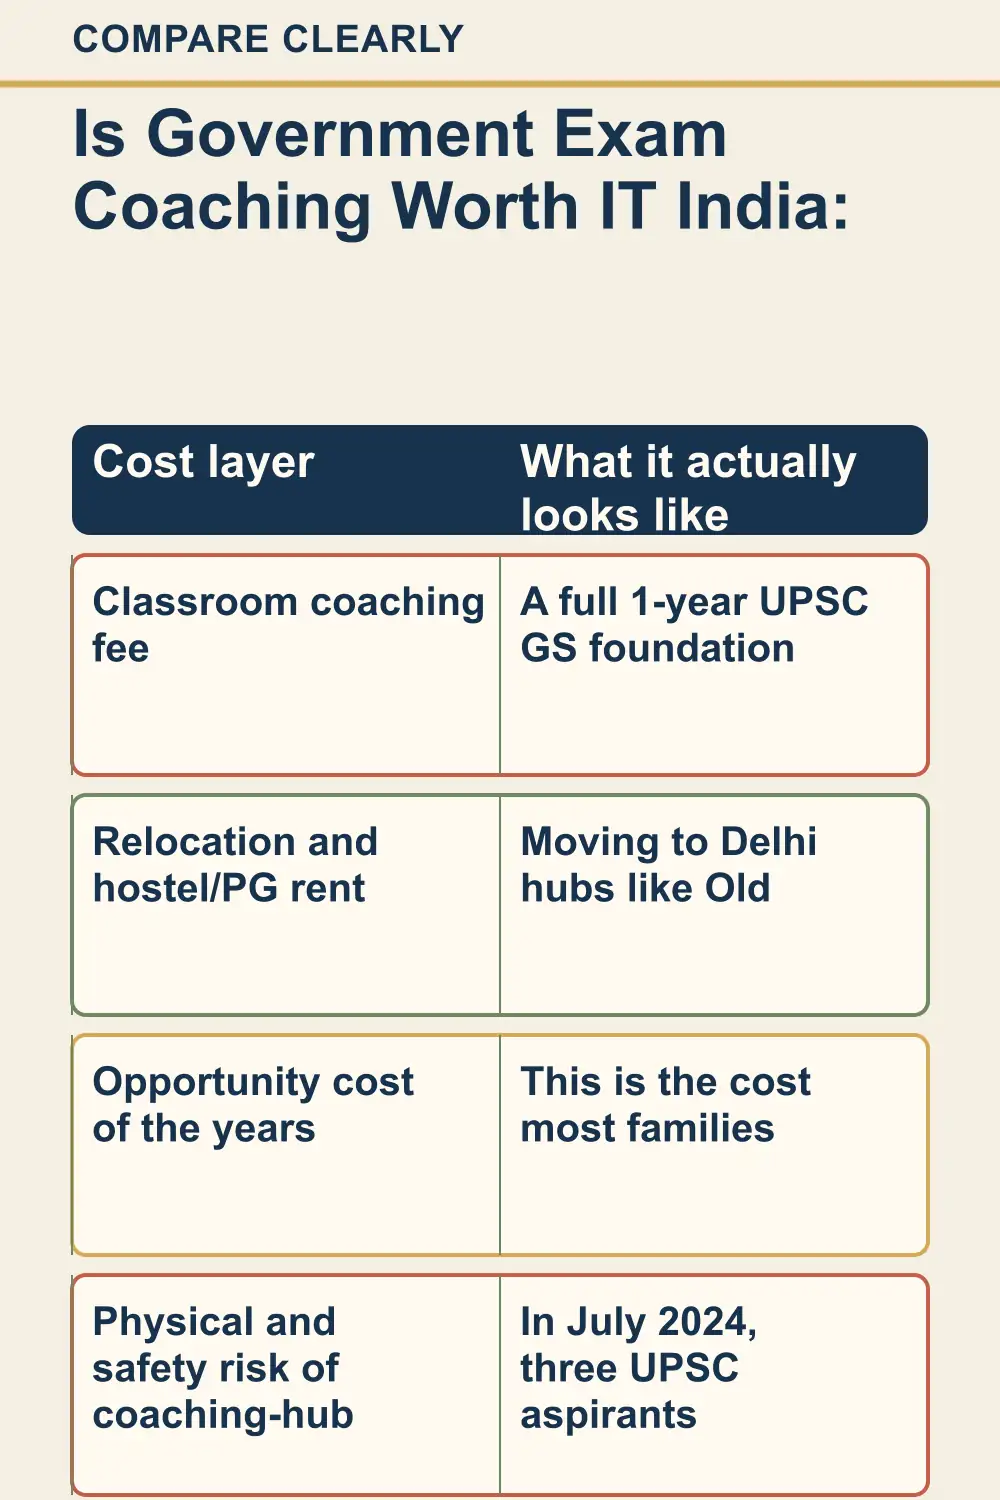 COMPARE CLEARLY
Is Government Exam
Coaching Worth IT India:
Cost layer
What it actually
looks like
Classroom coaching
fee
A full 1-year UPSC
GS foundation
Relocation and
hostel/PG rent
Moving to Delhi
hubs like Old
Opportunity cost
of the years
This is the cost
most families
Physical and
safety risk of
coaching-hub
In July 2024,
three UPSC
aspirants